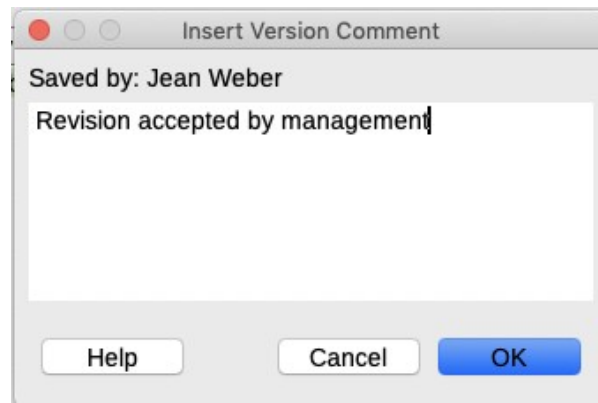 Insert Version Comment
Saved by: Jean Weber
Revision accepted by management
Help Cancel OK